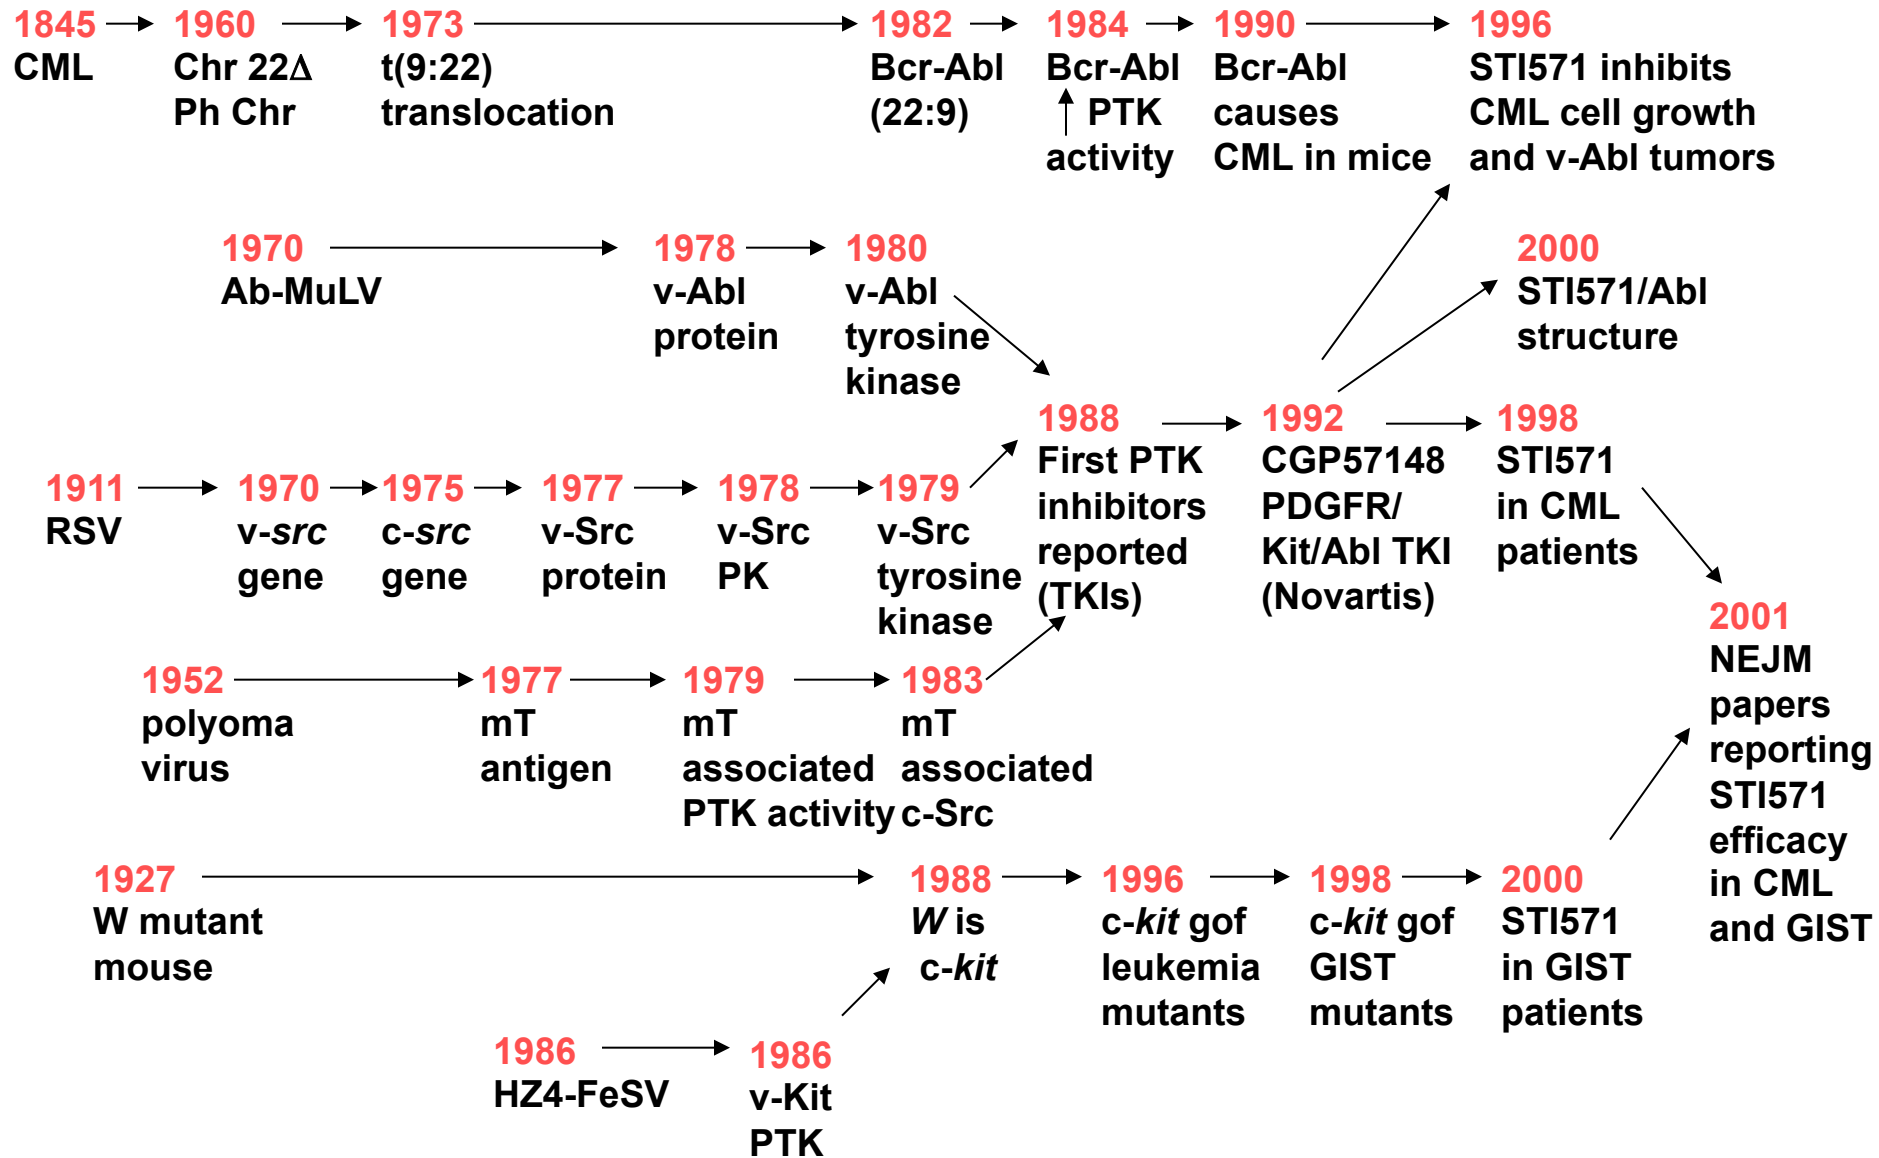 1845
CML
1960
Chr 22Δ
Ph Chr
1973
t(9:22)
translocation
1982
Bcr-Abl
(22:9)
1984
Bcr-Abl
PTK
activity
1990
Bcr-Abl
causes
CML in mice
1996
STI571 inhibits
CML cell growth
and v-Abl tumors
1970
Ab-MuLV
1978
v-Abl
protein
1980
v-Abl
tyrosine
kinase
2000
STI571/Abl
structure
1988
First PTK
inhibitors
reported
(TKIs)
1992
CGP57148
PDGFR/
Kit/Abl TKI
(Novartis)
1998
STI571
in CML
patients
1911
RSV
1970
v-src
gene
1975
c-src
gene
1977
v-Src
protein
1978
v-Src
PK
1979
v-Src
tyrosine
kinase
2001
NEJM
papers
reporting
STI571
efficacy
in CML
and GIST
1952
polyoma
virus
1977
mT
antigen
1979
mT
associated
PTK activity
1983
mT
associated
c-Src
1927
W mutant
mouse
1988
W is
c-kit
1996
c-kit gof
leukemia
mutants
1998
c-kit gof
GIST
mutants
2000
STI571
in GIST
patients
1986
HZ4-FeSV
1986
v-Kit
PTK